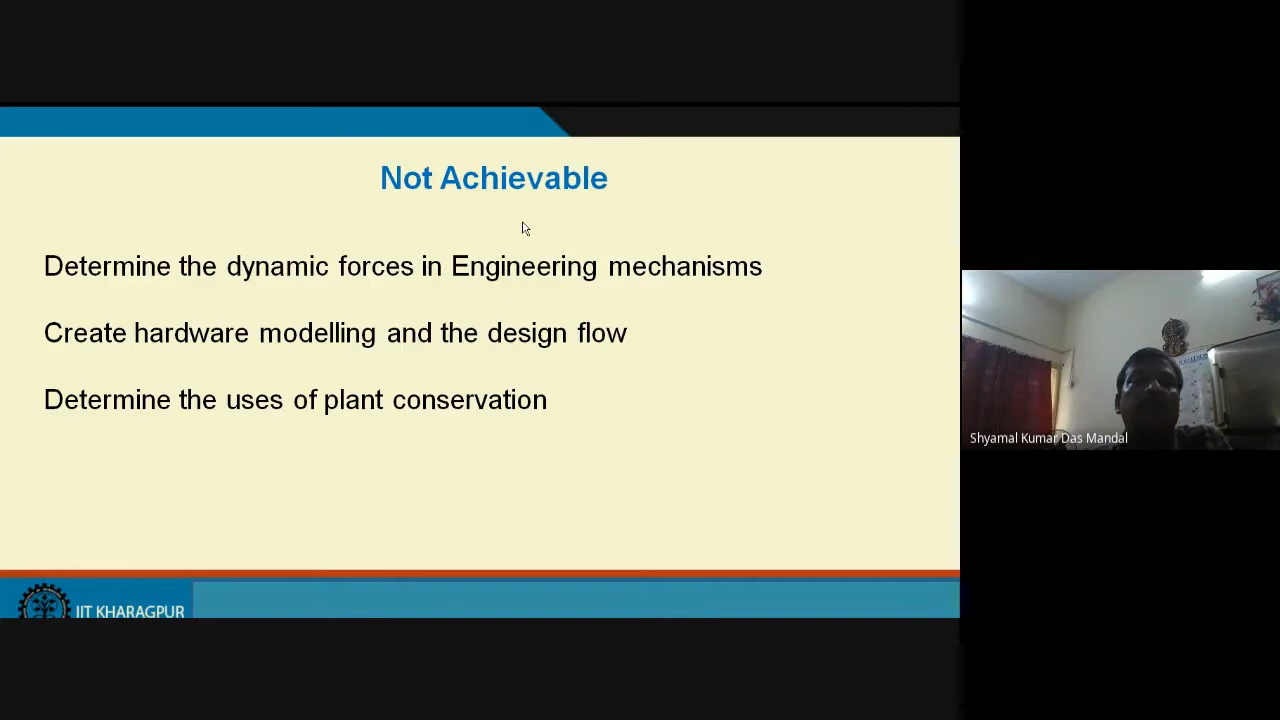 Not Achievable
Determine the dynamic forces in Engineering mechanisms
Create hardware modelling and the design flow
Determine the uses of plant conservation
IIT KHARAGPUR
Shyamal Kumar Das Mandal